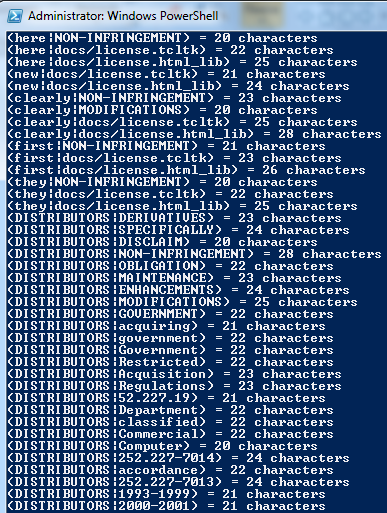 Administrator: Windows PowerShell
(here¦NON-INFRINGEMENT) = 20 characters
(here¦docs/license.tcltk) = 22 characters
(here¦docs/license.html_lib) = 25 characters
(new¦docs/license.tcltk) = 21 characters
(new¦docs/license.html_lib) = 24 characters
(clearly¦NON-INFRINGEMENT) = 23 characters
(clearly¦MODIFICATIONS) = 20 characters
(clearly¦docs/license.tcltk) = 25 characters
(clearly¦docs/license.html_lib) = 28 characters
(first¦NON-INFRINGEMENT) = 21 characters
(first¦docs/license.tcltk) = 23 characters
(first¦docs/license.html_lib) = 26 characters
(they¦NON-INFRINGEMENT) = 20 characters
(they¦docs/license.tcltk) = 22 characters
(they¦docs/license.html_lib) = 25 characters
(DISTRIBUTORS¦DERIVATIVES) = 23 characters
(DISTRIBUTORS¦SPECIFICALLY) = 24 characters
(DISTRIBUTORS¦DISCLAIM) = 20 characters
(DISTRIBUTORS¦NON-INFRINGEMENT) = 28 characters
(DISTRIBUTORS¦OBLIGATION) = 22 characters
(DISTRIBUTORS¦MAINTENANCE) = 23 characters
(DISTRIBUTORS¦ENHANCEMENTS) = 24 characters
(DISTRIBUTORS¦MODIFICATIONS) = 25 characters
(DISTRIBUTORS¦GOVERNMENT) = 22 characters
(DISTRIBUTORS¦acquiring) = 21 characters
(DISTRIBUTORS¦government) = 22 characters
(DISTRIBUTORS¦Government) = 22 characters
(DISTRIBUTORS¦Restricted) = 22 characters
(DISTRIBUTORS¦Acquisition) = 23 characters
(DISTRIBUTORS¦Regulations) = 23 characters
(DISTRIBUTORS¦52.227.19) = 21 characters
(DISTRIBUTORS¦Department) = 22 characters
(DISTRIBUTORS¦classified) = 22 characters
(DISTRIBUTORS¦Commercial) = 22 characters
(DISTRIBUTORS¦Computer) = 20 characters
(DISTRIBUTORS¦252.227-7014) = 24 characters
(DISTRIBUTORS¦accordance) = 22 characters
(DISTRIBUTORS¦252.227-7013) = 24 characters
(DISTRIBUTORS¦1993-1999) = 21 characters
(DISTRIBUTORS¦2000-2001) = 21 characters